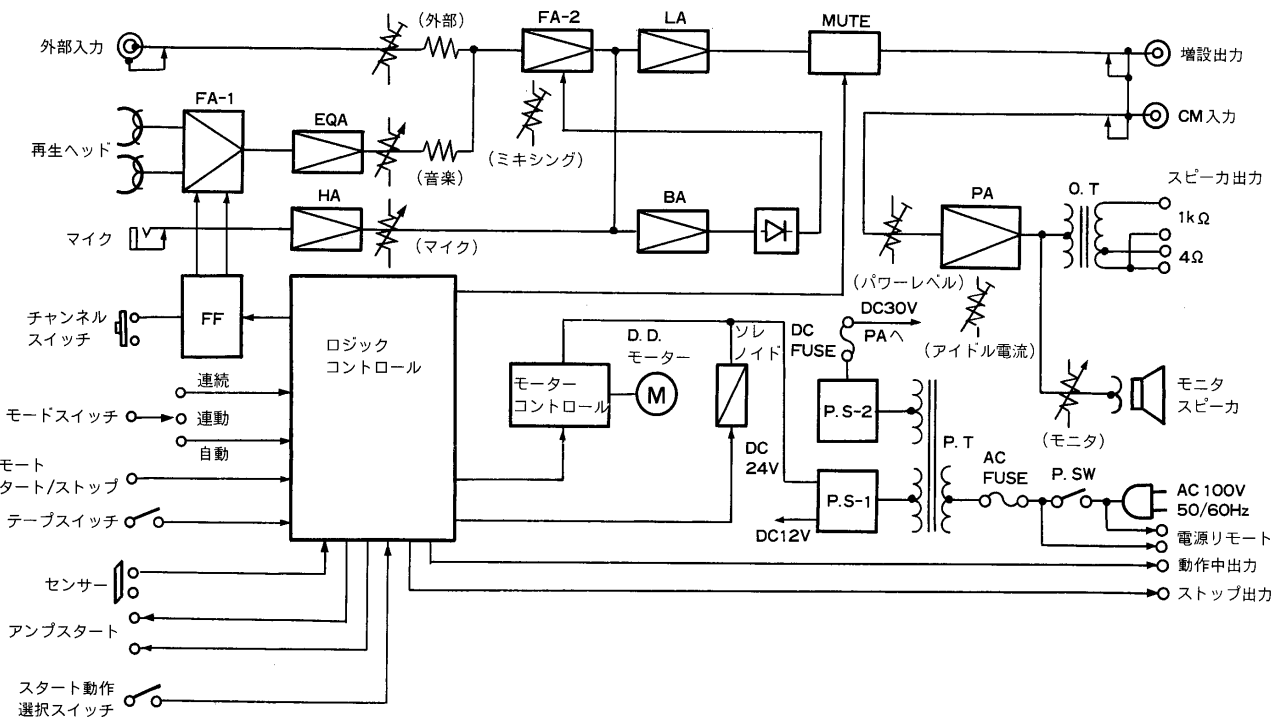 外部入力
(外部)
FA-2
LA
MUTE
増設出力
FA-1
EQA
CM入力
再生ヘッド
(音楽)
(ミキシング)
HA
BA
PA
O.T
スピーカ出力
1kΩ
4Ω
マイク
(マイク)
(パワーレベル)
(アイドル電流)
チャンネル
スイッチ
FF
ロジック
コントロール
D.D.
モーター
ソレ
ノイド
DC
FUSE
DC30V
PAへ
連続
モードスイッチ
連動
自動
モーター
コントロール
M
P.S-2
P.T
(モニタ)
モニタ
スピーカ
モート
タート/ストップ
DC
24V
AC
FUSE
P.SW
AC100V
50/60Hz
テープスイッチ
P.S-1
DC12V
電源リモート
動作中出力
センサー
ストップ出力
アンプスタート
スタート動作
選択スイッチ